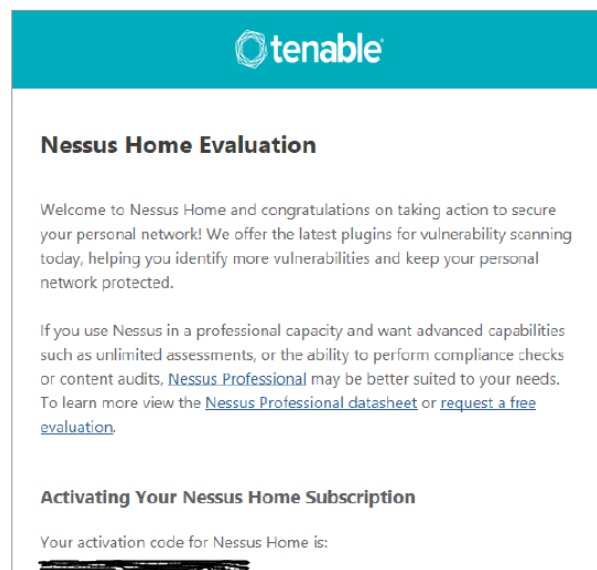 tenable
Nessus Home Evaluation
Welcome to Nessus Home and congratulations on taking action to secure
your personal network! We offer the latest plugins for vulnerability scanning
today, helping you identify more vulnerabilities and keep your personal
network protected.
If you use Nessus in a professional capacity and want advanced capabilities
such as unlimited assessments, or the ability to perform compliance checks
or content audits, Nessus Professional may be better suited to your needs.
To learn more view the Nessus Professional datasheet or request a free
evaluation.
Activating Your Nessus Home Subscription
Your activation code for Nessus Home is: